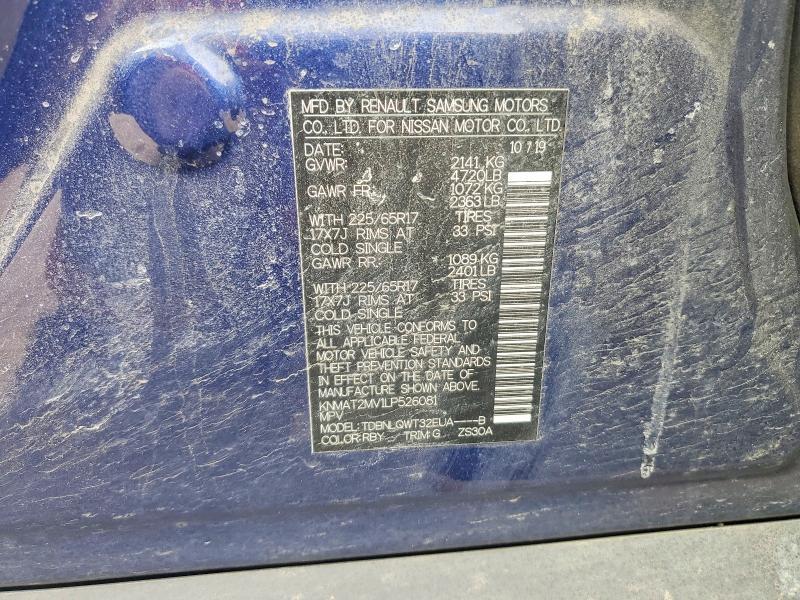 MFD BY RENAULT SAMSUNG MOTORS
CO., LTD. FOR NISSAN MOTOR CO., LTD.
DATE: 10 / 19
GVWR: 2141 KG
4720LB
GAWR FR: 1072 KG
2363 LB
WITH 225/65R17 TIRES
17X7J RIMS AT 33 PSI
COLD SINGLE
GAWR RR: 1089 KG
2401 LB
WITH 225/65R17 TIRES
17X7J RIMS AT 33 PSI
COLD SINGLE
THIS VEHICLE CONFORMS TO
ALL APPLICABLE FEDERAL
MOTOR VEHICLE SAFETY AND
THEFT PREVENTION STANDARDS
IN EFFECT ON THE DATE OF
MANUFACTURE SHOWN ABOVE.
KNMAT2MV1LP526081
MPV
MODEL: TDBNLQWT32EUA----B
COLOR: RBY TRIM: G ZS30A